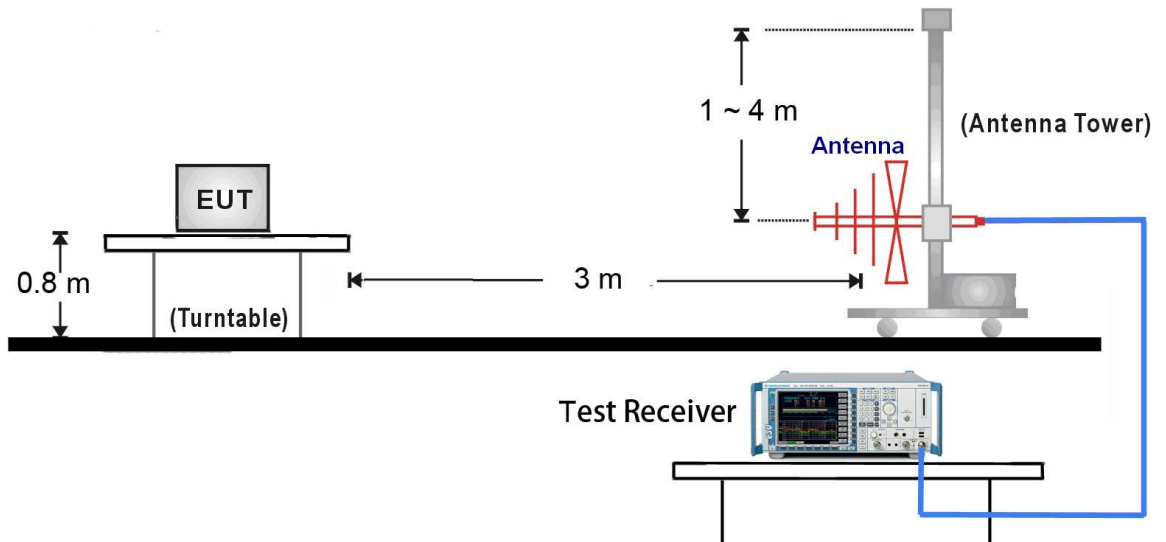 1 ~ 4 m
(Antenna Tower)
Antenna
EUT
0.8 m
3 m
(Turntable)
Test Receiver